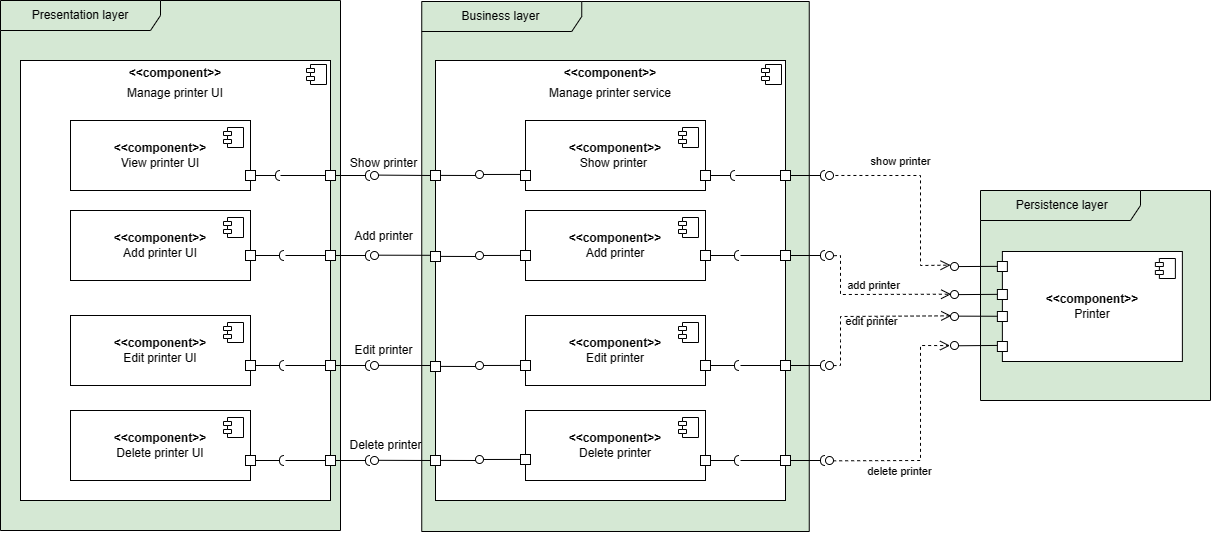 Presentation layer
<<component>>
Manage printer UI
<<component>>
View printer UI
<<component>>
Add printer UI
<<component>>
Edit printer UI
<<component>>
Delete printer UI
Show printer
Add printer
Edit printer
Delete printer
Business layer
<<component>>
Manage printer service
<<component>>
Show printer
<<component>>
Add printer
<<component>>
Edit printer
<<component>>
Delete printer
show printer
add printer
edit printer
delete printer
Persistence layer
<<component>>
Printer